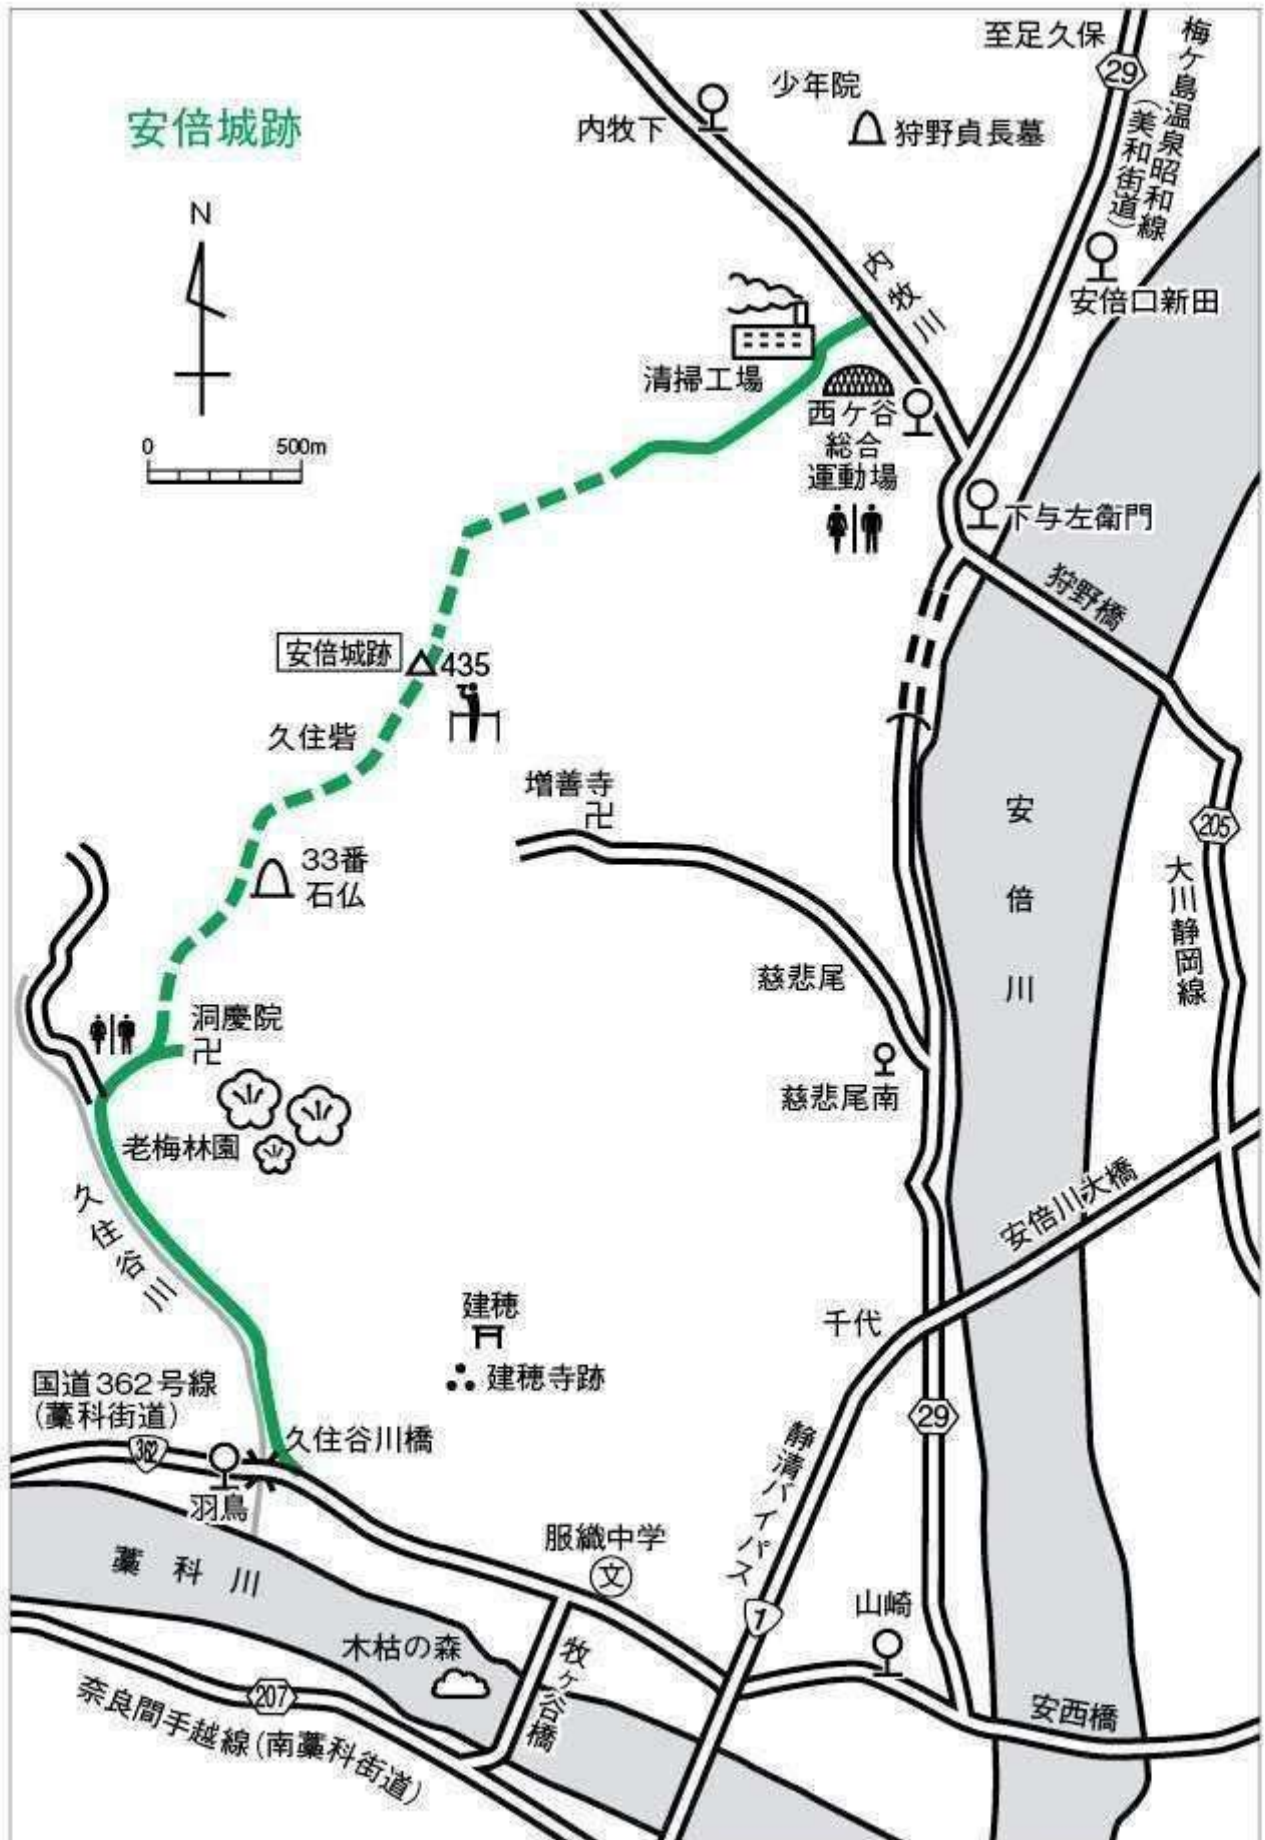 至足久保
29
梅ケ島温泉昭和線
(美和街道)
少年院
狩野貞長墓
内牧下
安倍城跡
N
内牧川
安倍口新田
清掃工場
西ケ谷
総合
運動場
0 500m
下与左衛門
狩野橋
安倍城跡
435
久住砦
増善寺
卍
安倍川
205
大川静岡線
33番
石仏
慈悲尾
洞慶院
卍
慈悲尾南
老梅林園
安倍川大橋
久住谷川
建穂
千代
建穂寺跡
国道362号線
(藁科街道)
29
久住谷川橋
362
静清バイパス
羽鳥
服織中学
文
藁科川
1
山崎
木枯の森
牧ヶ谷橋
207
安西橋
奈良間手越線(南藁科街道)